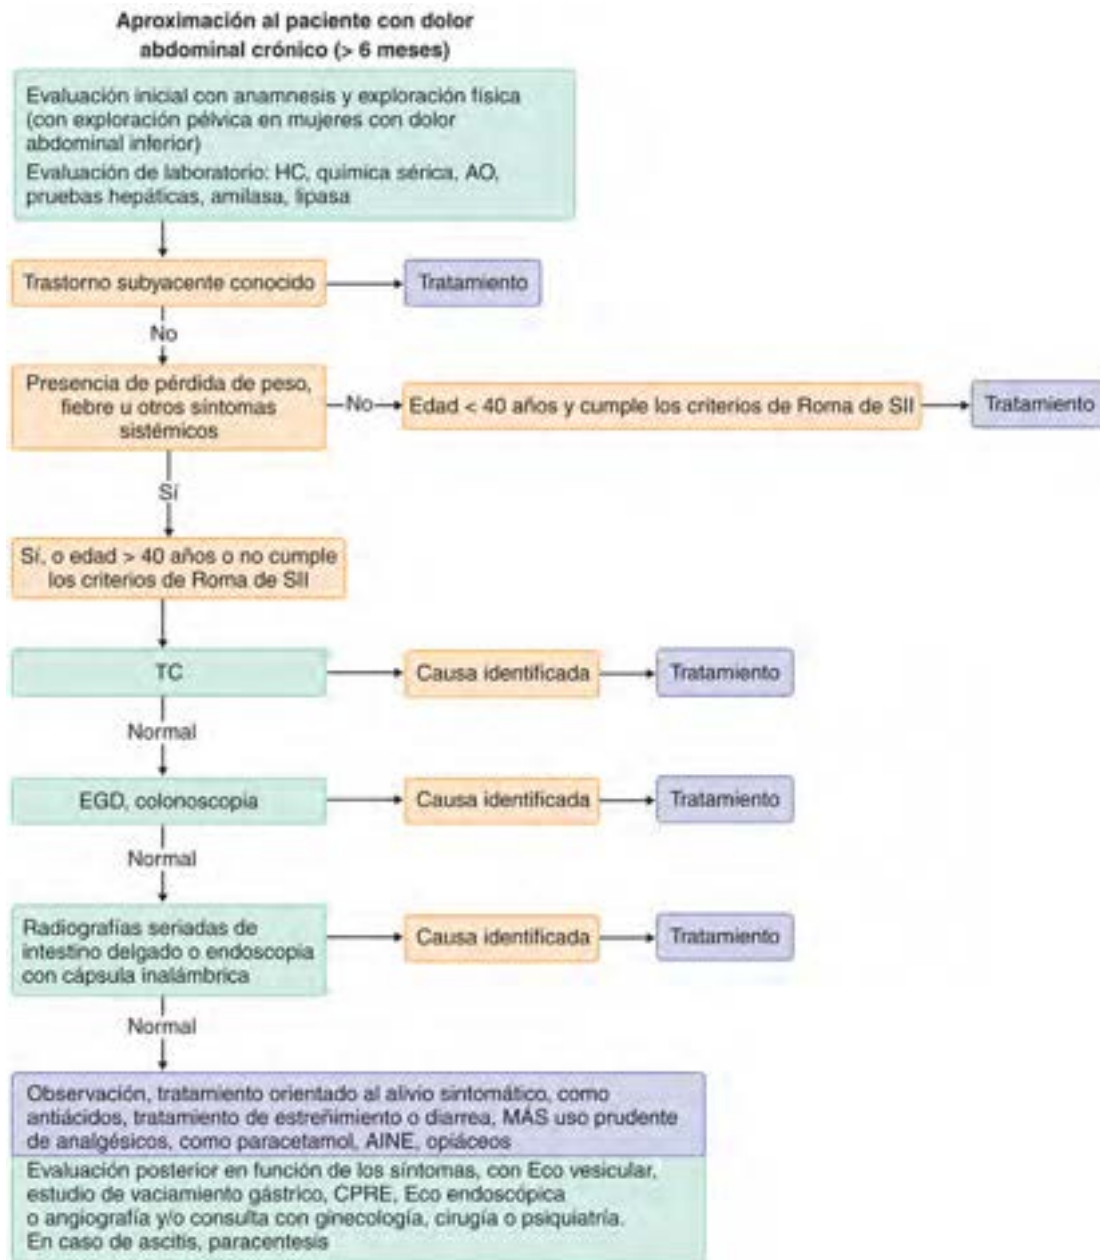 Aproximación al paciente con dolor
abdominal crónico (> 6 meses)
Evaluación inicial con anamnesis y exploración física
(con exploración pélvica en mujeres con dolor
abdominal inferior)
Evaluación de laboratorio: HC, química sérica, AO,
pruebas hepáticas, amilasa, lipasa
Trastorno subyacente conocido
Tratamiento
No
Presencia de pérdida de peso,
fiebre u otros síntomas
sistémicos
No
Edad < 40 años y cumple los criterios de Roma de SII
Tratamiento
Sí
Sí, o edad > 40 años o no cumple
los criterios de Roma de SII
TC
Causa identificada
Tratamiento
Normal
EGD, colonoscopia
Causa identificada
Tratamiento
Normal
Radiografías seriadas de
intestino delgado o endoscopia
con cápsula inalámbrica
Causa identificada
Tratamiento
Normal
Observación, tratamiento orientado al alivio sintomático, como
antiácidos, tratamiento de estreñimiento o diarrea, MÁS uso prudente
de analgésicos, como paracetamol, AINE, opiáceos
Evaluación posterior en función de los síntomas, con Eco vesicular,
estudio de vaciamiento gástrico, CPRE, Eco endoscópica
o angiografía y/o consulta con ginecología, cirugía o psiquiatría.
En caso de ascitis, paracentesis